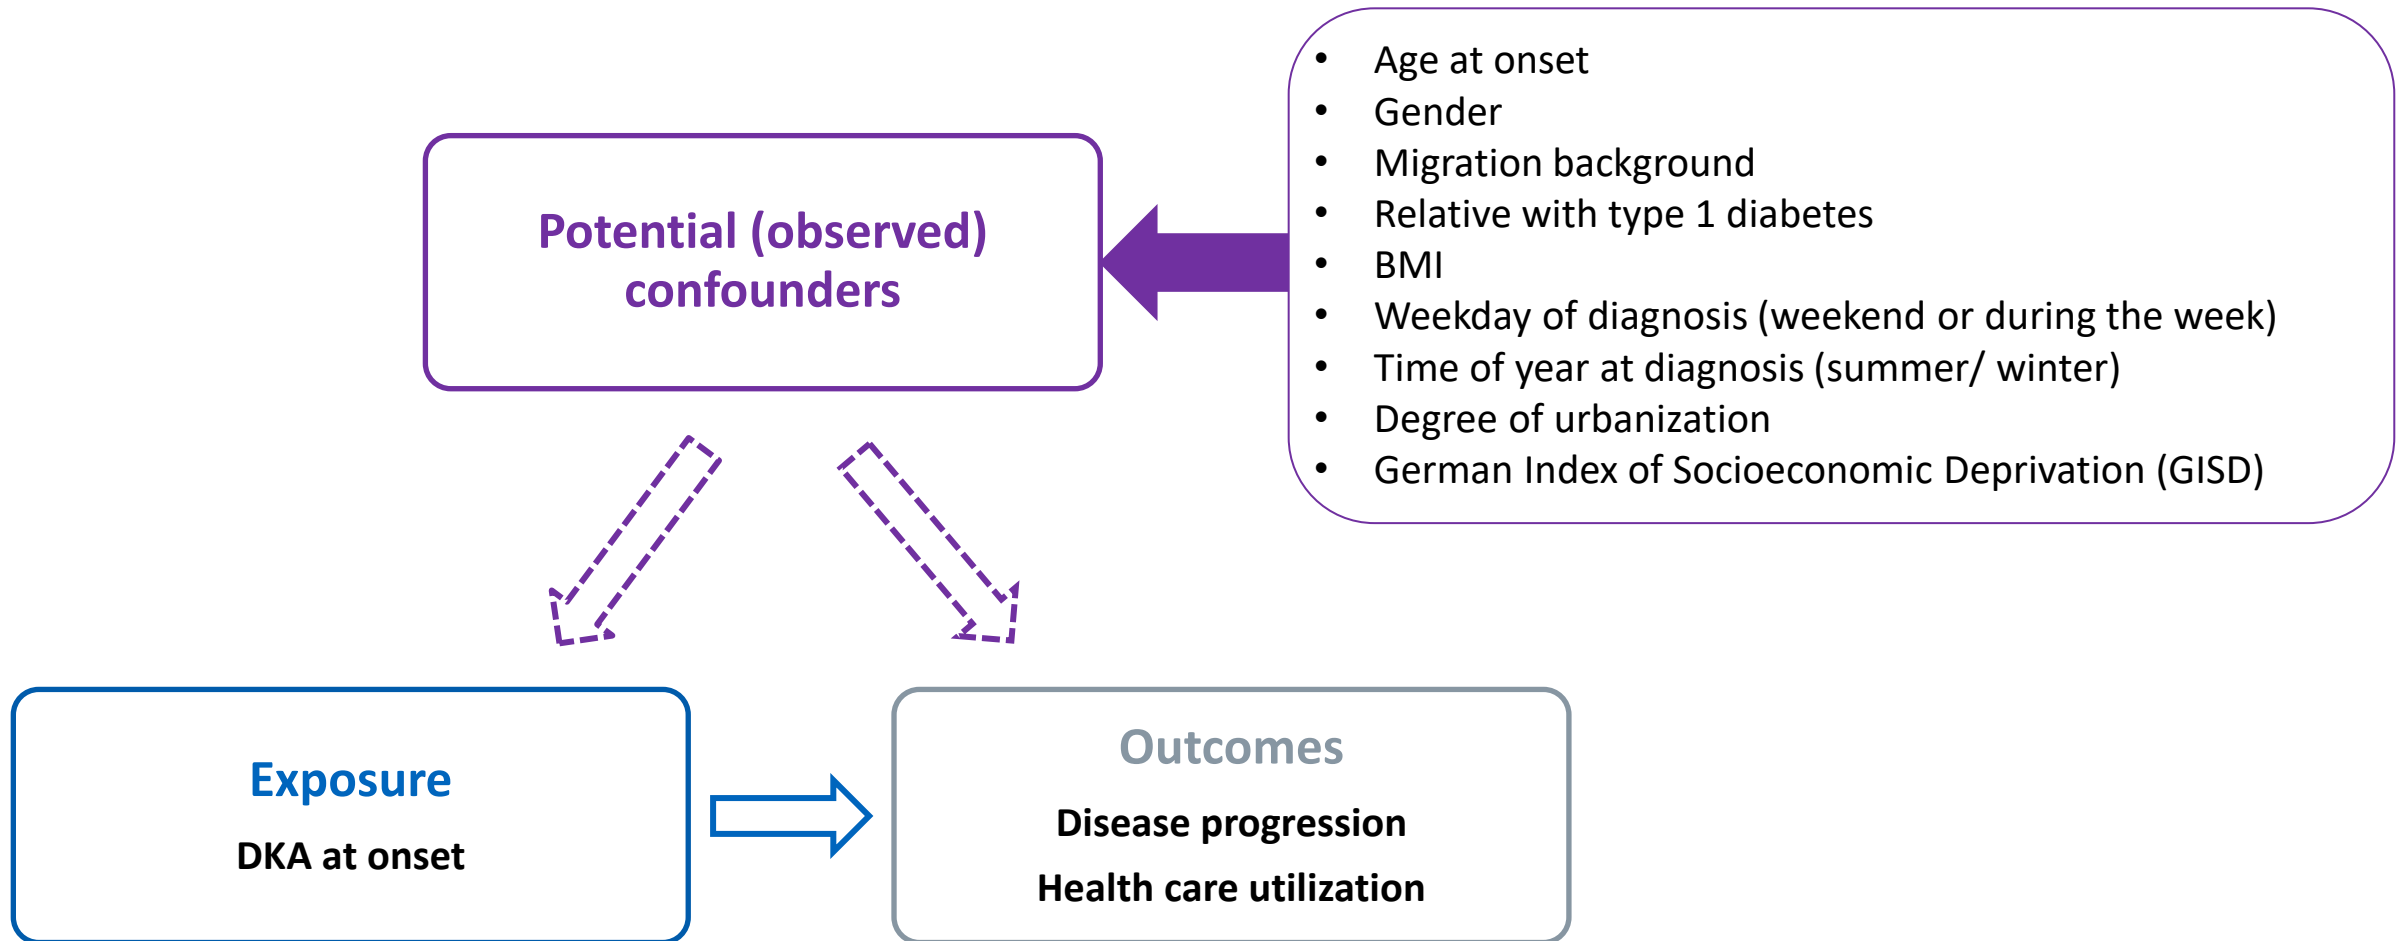 Potential (observed)
confounders
• Age at onset
• Gender
• Migration background
• Relative with type 1 diabetes
• BMI
• Weekday of diagnosis (weekend or during the week)
• Time of year at diagnosis (summer/ winter)
• Degree of urbanization
• German Index of Socioeconomic Deprivation (GISD)
Exposure
DKA at onset
Outcomes
Disease progression
Health care utilization